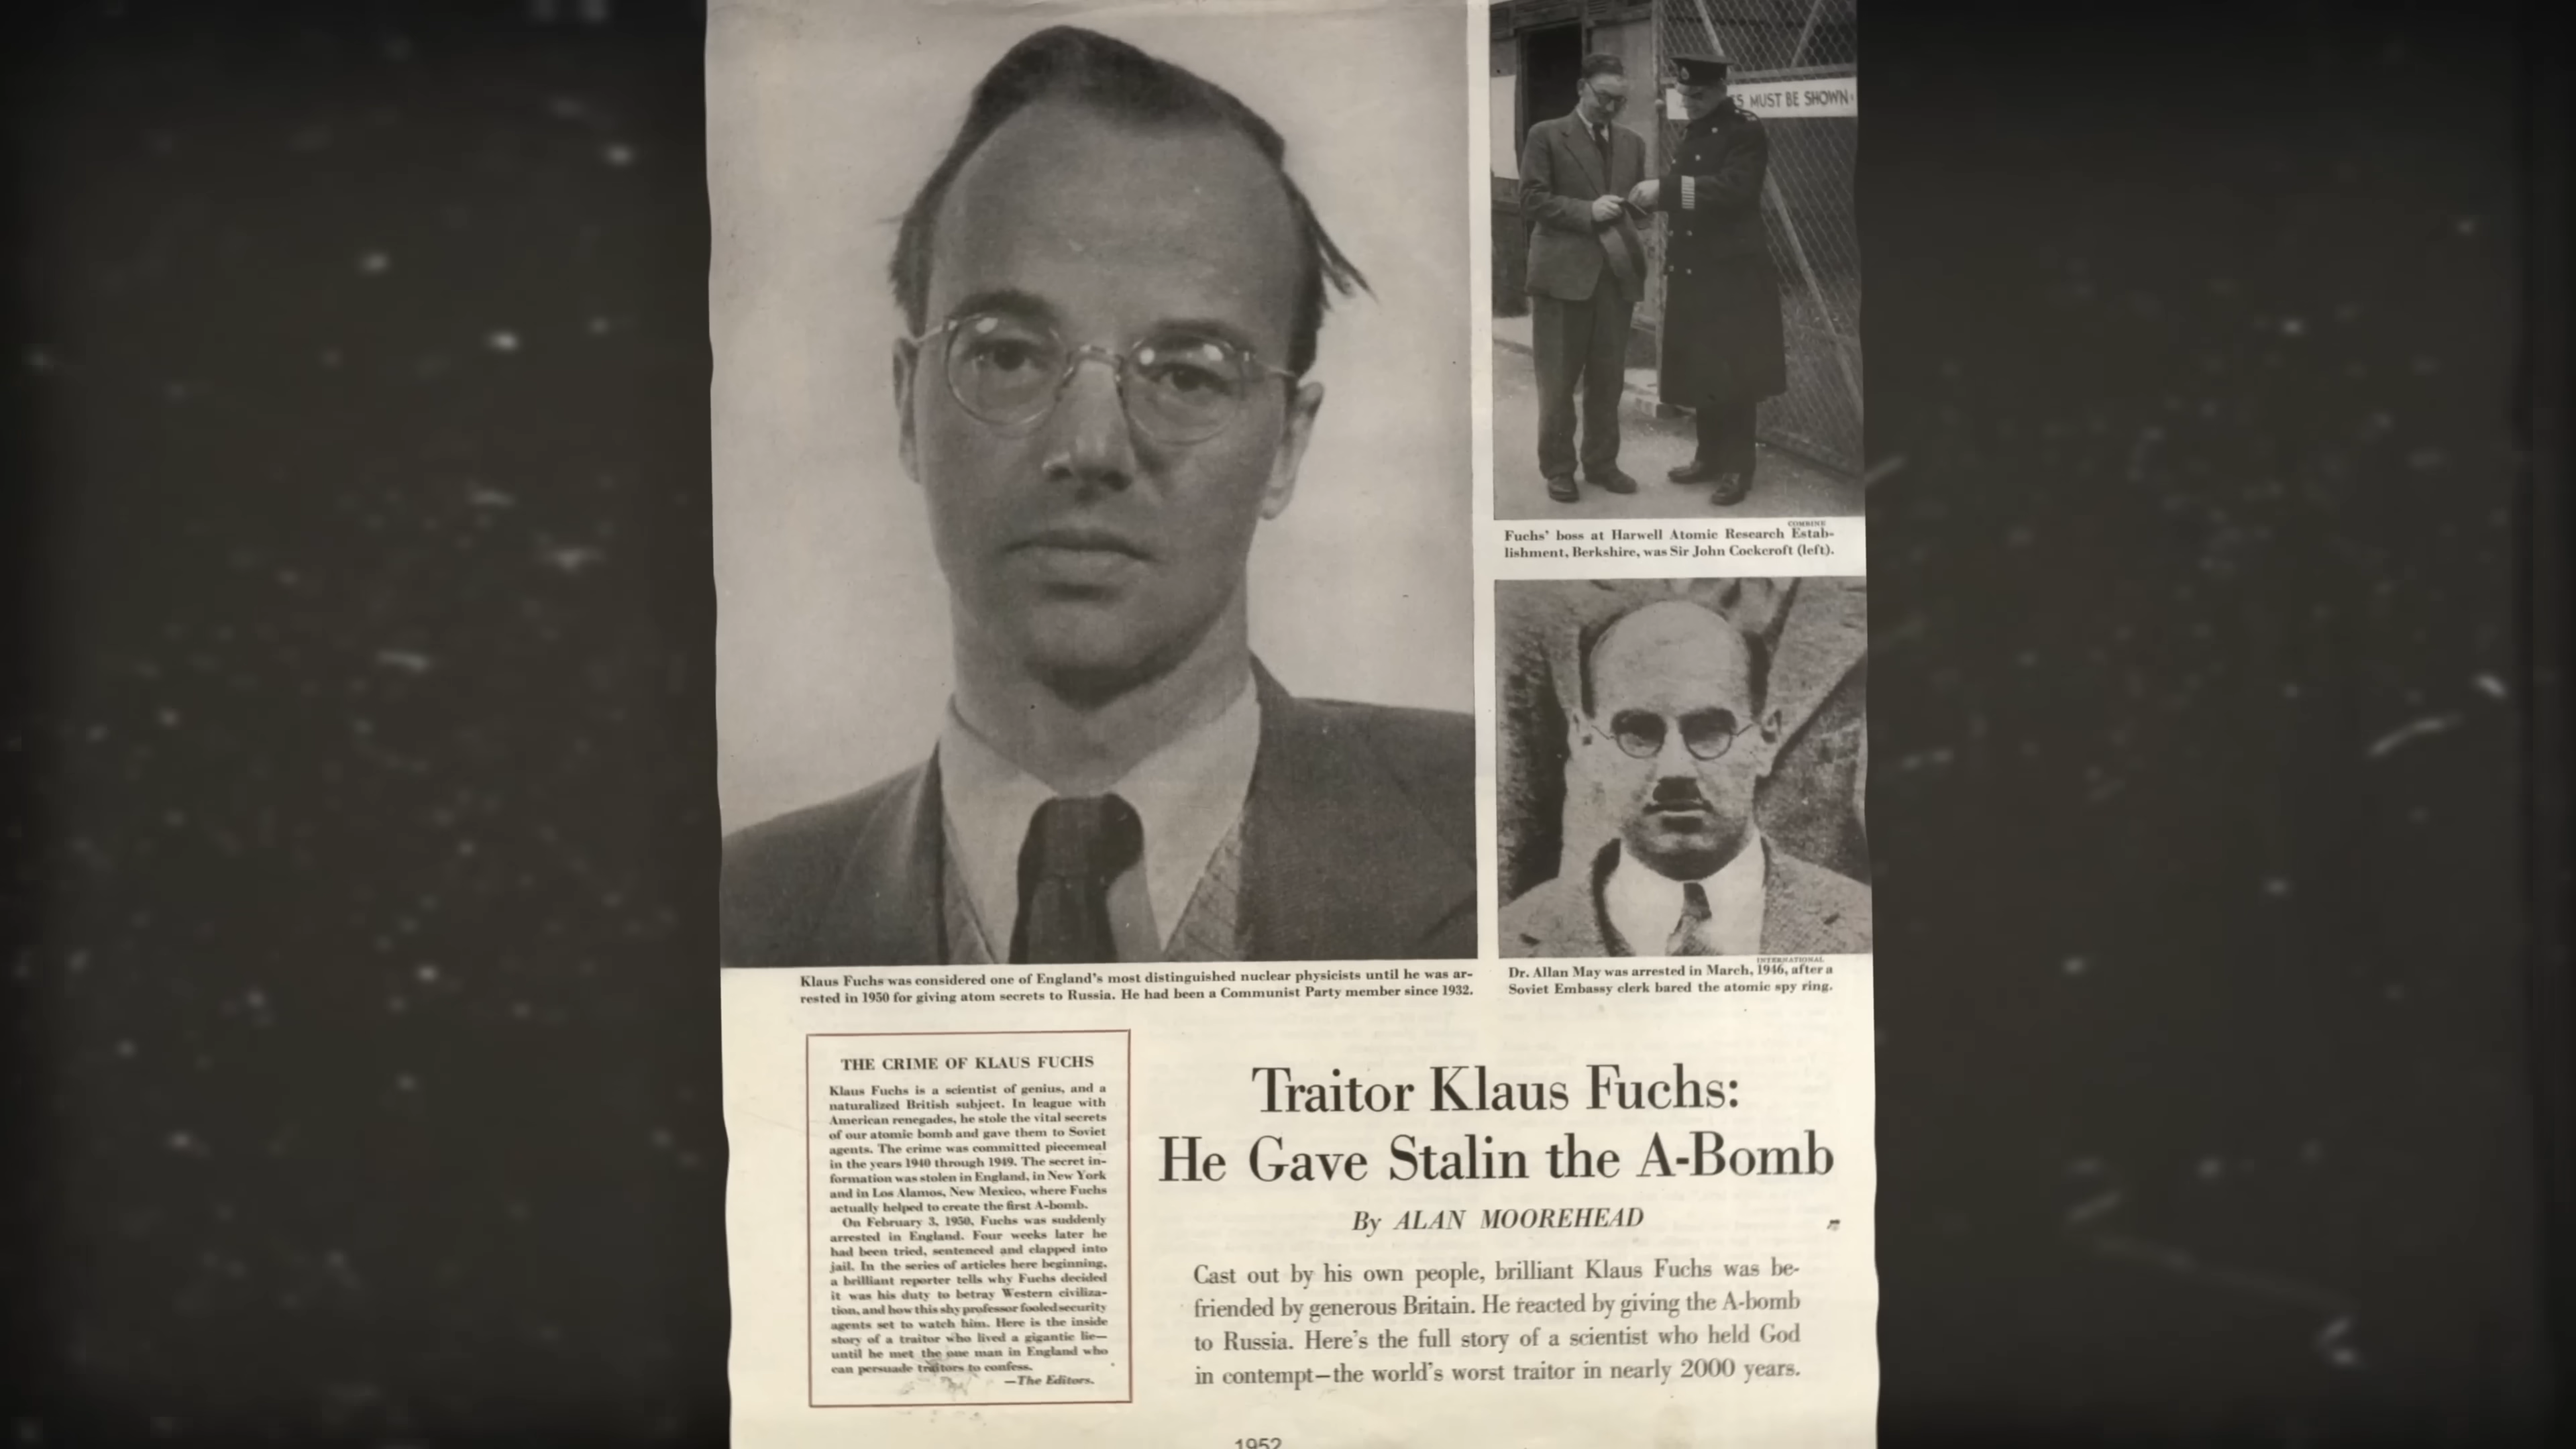 S MUST BE SHOWN
COMBINE
Fuchs' boss at Harwell Atomic Research Estab-
lishment, Berkshire, was Sir John Cockcroft (left).
INTERNATIONAL
Klaus Fuchs was considered one of England's most distinguished nuclear physicists until he was ar-
rested in 1950 for giving atom secrets to Russia. He had been a Communist Party member since 1932.
Dr. Allan May was arrested in March, 1946, after a
Soviet Embassy clerk bared the atomic spy ring.
THE CRIME OF KLAUS FUCHS
Klaus Fuchs is a scientist of genius, and a
naturalized British subject. In league with
American renegades, he stole the vital secrets
of our atomic bomb and gave them to Soviet
agents. The crime was committed piecemeal
in the years 1940 through 1949. The secret in-
formation was stolen in England, in New York
and in Los Alamos, New Mexico, where Fuchs
actually helped to create the first A-bomb.
On February 3, 1950, Fuchs was suddenly
arrested in England. Four weeks later he
had been tried, sentenced and clapped into
jail. In the series of articles here beginning,
a brilliant reporter tells why Fuchs decided
it was his duty to betray Western civiliza-
tion, and how this shy professor fooled security
agents set to watch him. Here is the inside
story of a traitor who lived a gigantic lie—
until he met the one man in England who
can persuade traitors to confess.
—The Editors.
Traitor Klaus Fuchs:
He Gave Stalin the A-Bomb
By ALAN MOOREHEAD
Cast out by his own people, brilliant Klaus Fuchs was be-
friended by generous Britain. He reacted by giving the A-bomb
to Russia. Here's the full story of a scientist who held God
in contempt—the world's worst traitor in nearly 2000 years.
1952